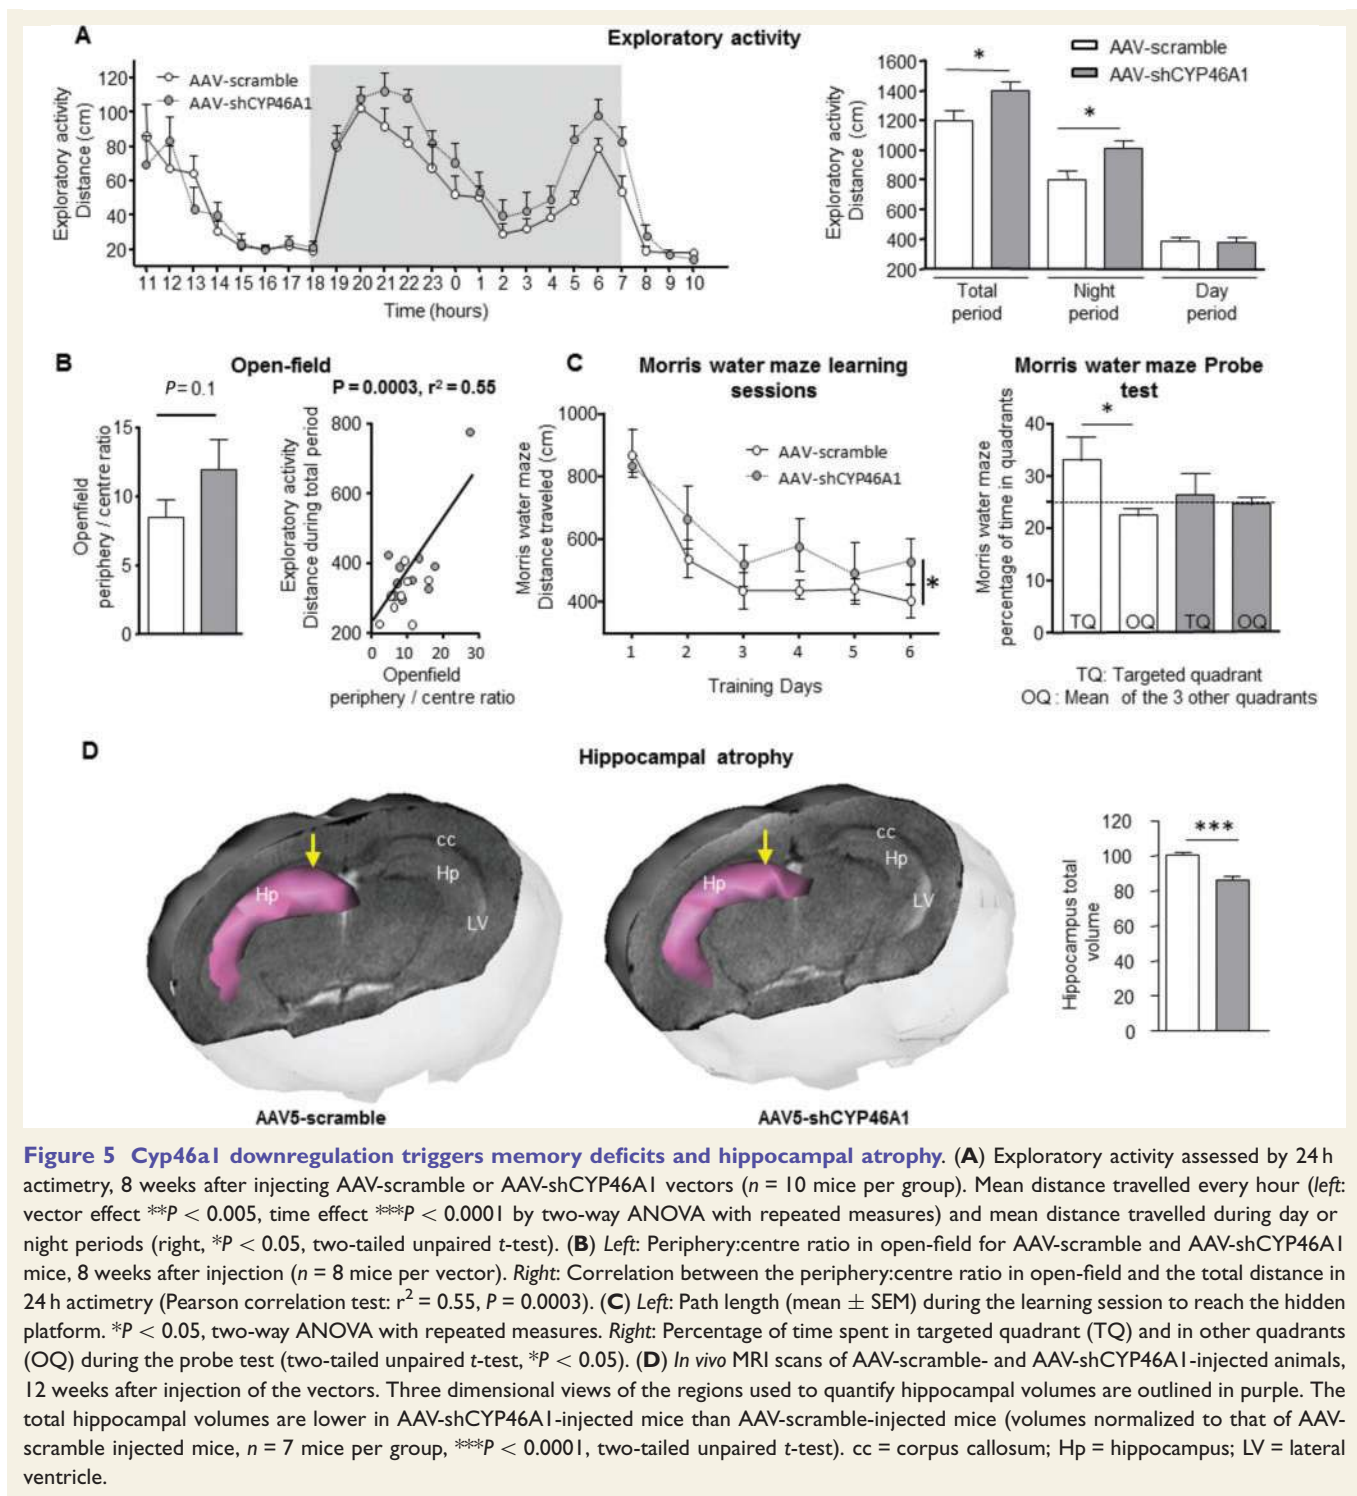 A
Exploratory activity
AAV-scramble
AAV-shCYP46A1
Exploratory activity
Distance (cm)
120
100
80
60
40
20
11 12 13 14 15 16 17 18 19 20 21 22 23 0 1 2 3 4 5 6 7 8 9 10
Time (hours)
AAV-scramble
AAV-shCYP46A1
Exploratory activity
Distance (cm)
1600
1400
1200
1000
800
600
400
200
*
*
Total
period
Night
period
Day
period
B
Open-field
P=0.1
Openfield
periphery / centre ratio
15
10
5
0
P=0.0003, r²=0.55
Exploratory activity
Distance during total period
800
600
400
200
0 10 20 30
Openfield
periphery / centre ratio
C
Morris water maze learning
sessions
Morris water maze
Distance traveled (cm)
1000
800
600
400
AAV-scramble
AAV-shCYP46A1
*
1 2 3 4 5 6
Training Days
Morris water maze Probe
test
Morris water maze
percentage of time in quadrants
40
30
20
10
0
*
TQ OQ TQ OQ
TQ: Targeted quadrant
OQ : Mean of the 3 other quadrants
D
Hippocampal atrophy
cc
Hp
Hp
LV
AAV5-scramble
cc
Hp
Hp
LV
AAV5-shCYP46A1
Hippocampus total
volume
120
100
80
60
40
20
0
***
Figure 5 Cyp46a1 downregulation triggers memory deficits and hippocampal atrophy. (A) Exploratory activity assessed by 24 h
actimetry, 8 weeks after injecting AAV-scramble or AAV-shCYP46A1 vectors (n = 10 mice per group). Mean distance travelled every hour (left:
vector effect **P < 0.005, time effect ***P < 0.0001 by two-way ANOVA with repeated measures) and mean distance travelled during day or
night periods (right, *P < 0.05, two-tailed unpaired t-test). (B) Left: Periphery:centre ratio in open-field for AAV-scramble and AAV-shCYP46A1
mice, 8 weeks after injection (n = 8 mice per vector). Right: Correlation between the periphery:centre ratio in open-field and the total distance in
24 h actimetry (Pearson correlation test: r² = 0.55, P = 0.0003). (C) Left: Path length (mean ± SEM) during the learning session to reach the hidden
platform. *P < 0.05, two-way ANOVA with repeated measures. Right: Percentage of time spent in targeted quadrant (TQ) and in other quadrants
(OQ) during the probe test (two-tailed unpaired t-test, *P < 0.05). (D) In vivo MRI scans of AAV-scramble- and AAV-shCYP46A1-injected animals,
12 weeks after injection of the vectors. Three dimensional views of the regions used to quantify hippocampal volumes are outlined in purple. The
total hippocampal volumes are lower in AAV-shCYP46A1-injected mice than AAV-scramble-injected mice (volumes normalized to that of AAV-
scramble injected mice, n = 7 mice per group, ***P < 0.0001, two-tailed unpaired t-test). cc = corpus callosum; Hp = hippocampus; LV = lateral
ventricle.